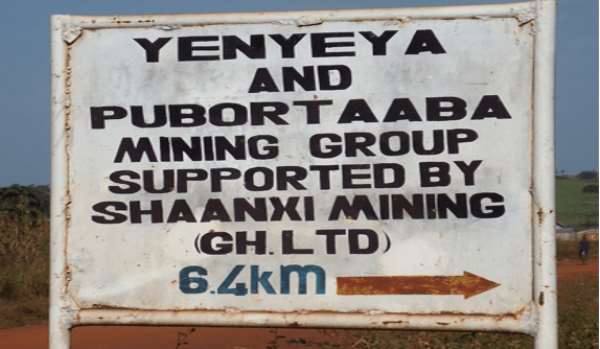 YENYEYA
AND
PUBORTAABA
MINING GROUP
SUPPORTED BY
SHAANXI MINING
(GH.LTD)
6.4km